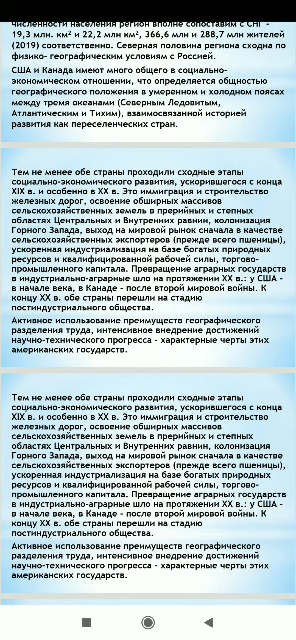 численности населения регион вполне сопоставим с СНГ –
19,3 млн. км² и 22,2 млн км², 366,6 млн и 288,7 млн жителей
(2019) соответственно. Северная половина региона сходна по
физико- географическим условиям с Россией.
США и Канада имеют много общего в социально-
экономическом отношении, что определяется общностью
географического положения в умеренном и холодном поясах
между тремя океанами (Северным Ледовитым,
Атлантическим и Тихим), взаимосвязанной историей
развития как переселенческих стран.
Тем не менее обе страны проходили сходные этапы
социально-экономического развития, ускорившегося с конца
XIX в. и особенно в XX в. Это иммиграция и строительство
железных дорог, освоение обширных массивов
сельскохозяйственных земель в прерийных и степных
областях Центральных и Внутренних равнин, колонизация
Горного Запада, выход на мировой рынок сначала в качестве
сельскохозяйственных экспортеров (прежде всего пшеницы),
ускоренная индустриализация на базе богатых природных
ресурсов и квалифицированной рабочей силы, торгово-
промышленного капитала. Превращение аграрных государств
в индустриально-аграрные шло на протяжении XX в.: у США –
в начале века, в Канаде – после второй мировой войны. К
концу XX в. обе страны перешли на стадию
постиндустриального общества.
Активное использование преимуществ географического
разделения труда, интенсивное внедрение достижений
научно-технического прогресса - характерные черты этих
американских государств.
Тем не менее обе страны проходили сходные этапы
социально-экономического развития, ускорившегося с конца
XIX в. и особенно в XX в. Это иммиграция и строительство
железных дорог, освоение обширных массивов
сельскохозяйственных земель в прерийных и степных
областях Центральных и Внутренних равнин, колонизация
Горного Запада, выход на мировой рынок сначала в качестве
сельскохозяйственных экспортеров (прежде всего пшеницы),
ускоренная индустриализация на базе богатых природных
ресурсов и квалифицированной рабочей силы, торгово-
промышленного капитала. Превращение аграрных государств
в индустриально-аграрные шло на протяжении XX в.: у США –
в начале века, в Канаде – после второй мировой войны. К
концу XX в. обе страны перешли на стадию
постиндустриального общества.
Активное использование преимуществ географического
разделения труда, интенсивное внедрение достижений
научно-технического прогресса - характерные черты этих
американских государств.